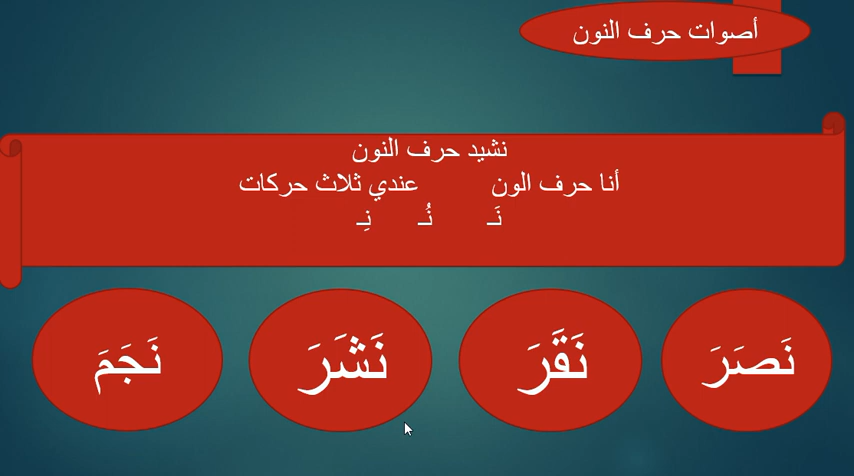 أصوات حرف النون
نشيد حرف النون
أنا حرف الون عندي ثلاث حركات
نَـ نُـ نِـ
نَصَرَ نَقَرَ نَشَرَ نَجَمَ